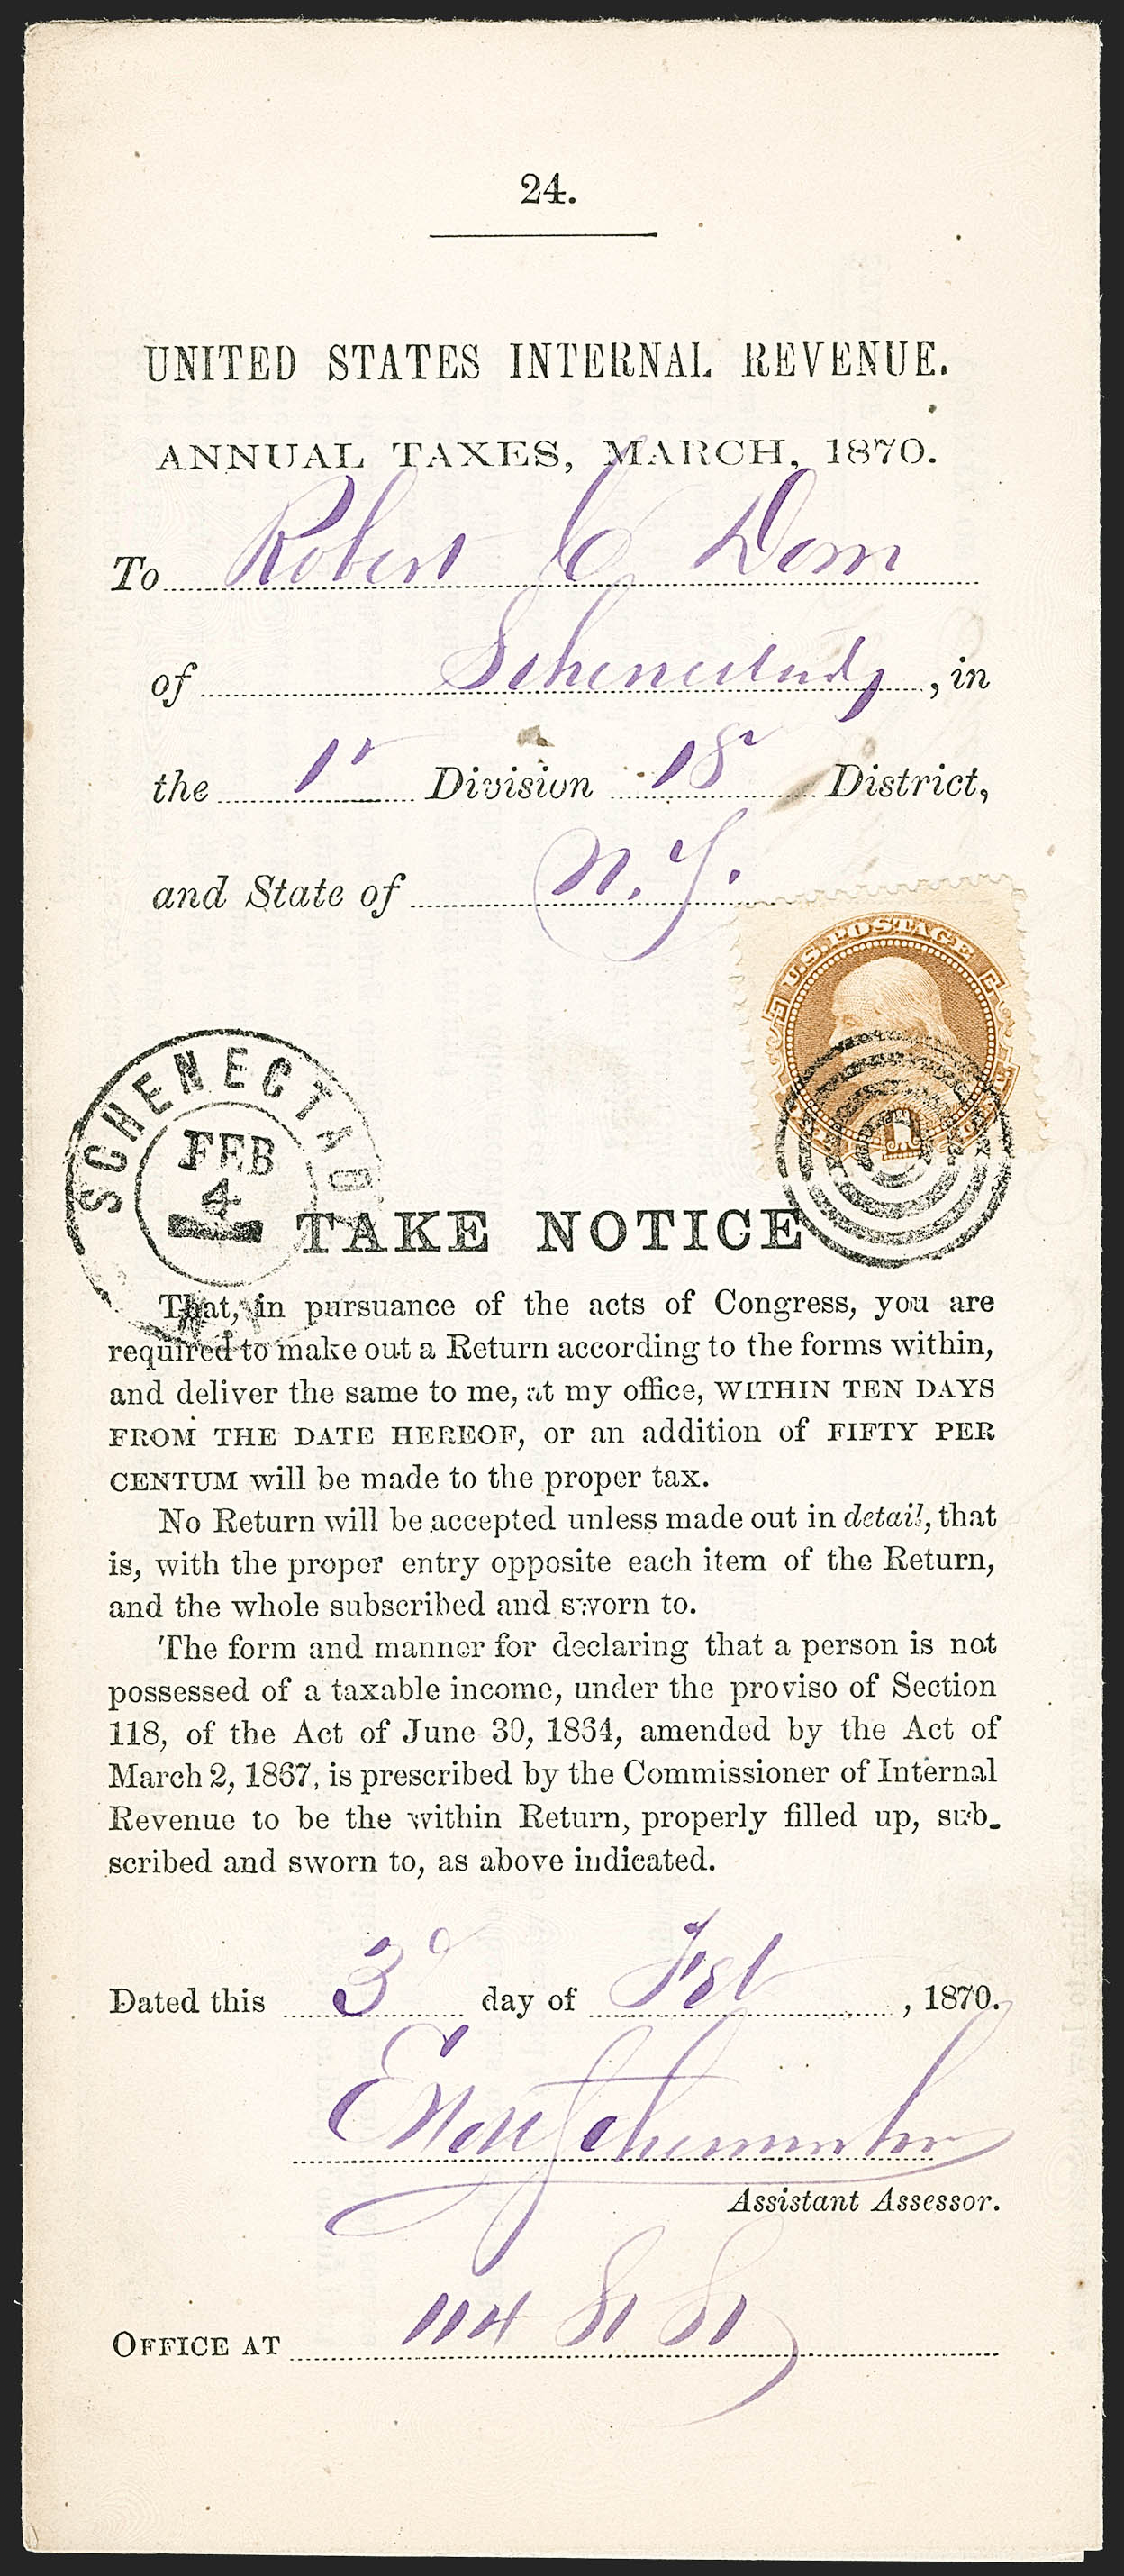 24.
UNITED STATES INTERNAL REVENUE.
ANNUAL TAXES, MARCH, 1870.
To Robert C Dorn
of Schenectady, in
the 1st Division 18th District,
and State of N.Y.
U.S. POSTAGE
1
SCHENECTAD
FEB
4
TAKE NOTICE
That, in pursuance of the acts of Congress, you are
required to make out a Return according to the forms within,
and deliver the same to me, at my office, WITHIN TEN DAYS
FROM THE DATE HEREOF, or an addition of FIFTY PER
CENTUM will be made to the proper tax.
No Return will be accepted unless made out in detail, that
is, with the proper entry opposite each item of the Return,
and the whole subscribed and sworn to.
The form and manner for declaring that a person is not
possessed of a taxable income, under the proviso of Section
118, of the Act of June 30, 1864, amended by the Act of
March 2, 1867, is prescribed by the Commissioner of Internal
Revenue to be the within Return, properly filled up, sub-
scribed and sworn to, as above indicated.
Dated this 3d day of Feb, 1870.
Assistant Assessor.
OFFICE AT 114 St St